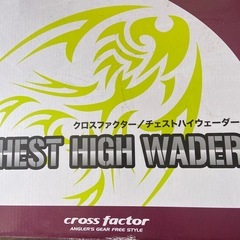 クロスファクター/チェストハイウェーダー
HEST HIGH WADER
cross factor
ANGLER'S GEAR FREE STYLE